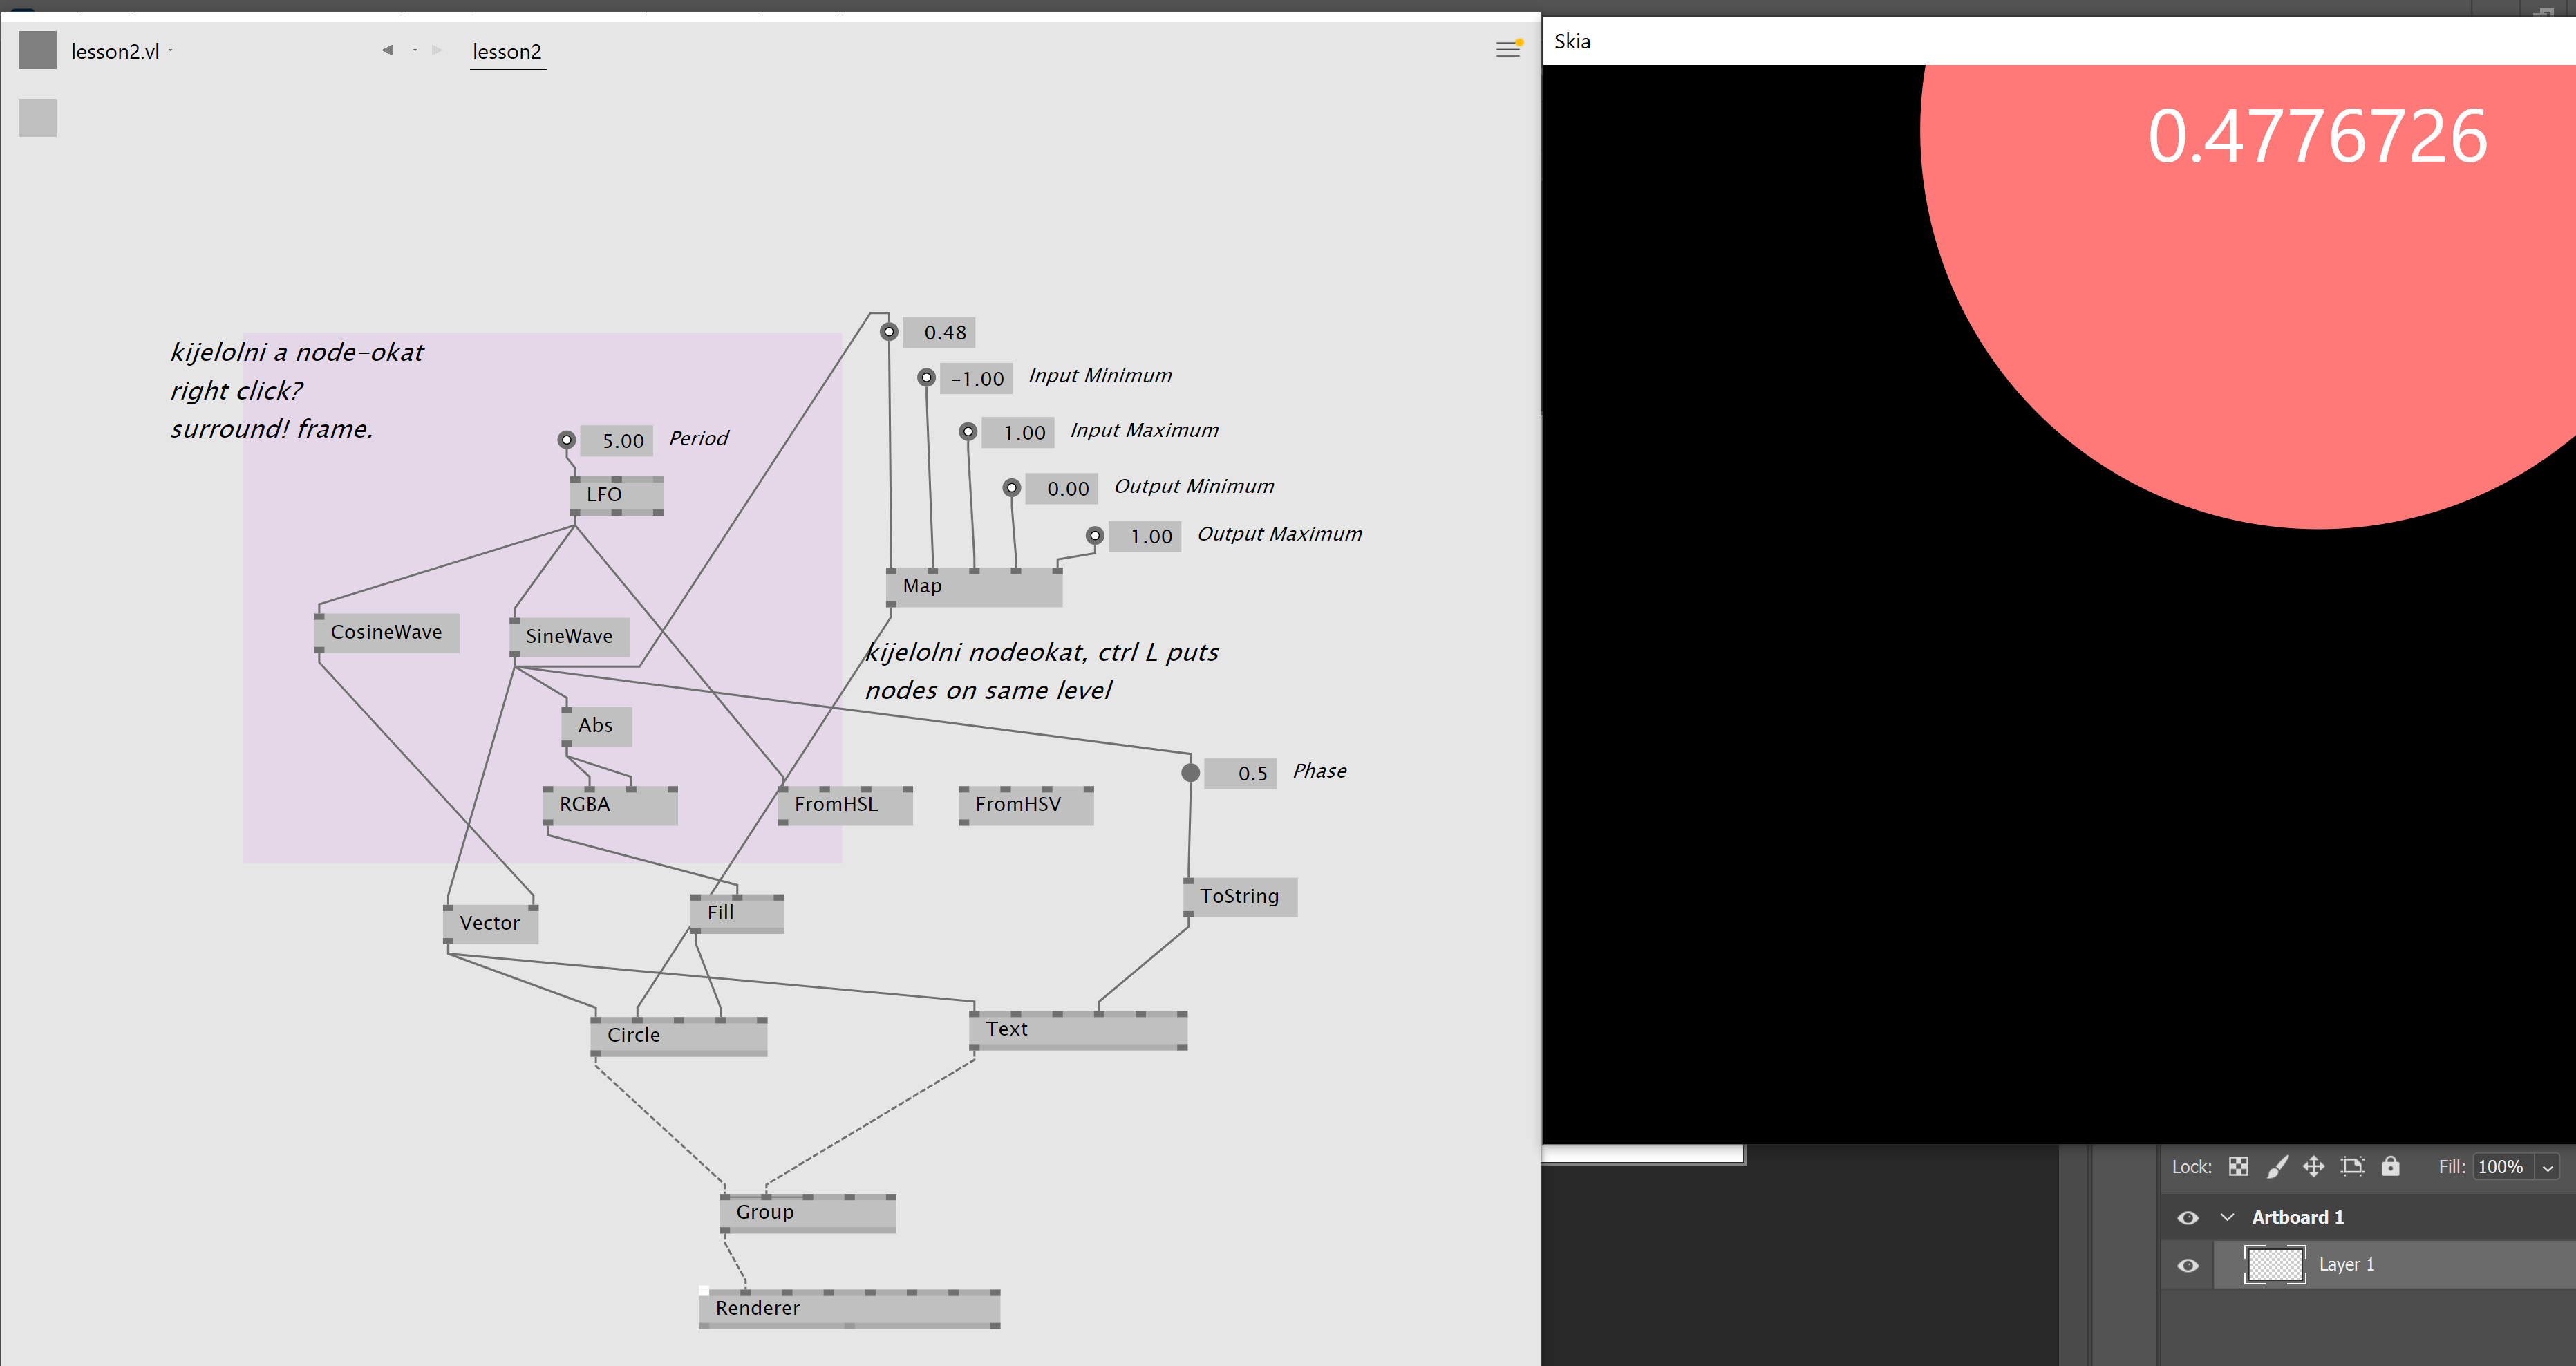 lesson2.vl
lesson2
Skia
0.4776726
kijelolni a node-okat
right click?
surround! frame.
0.48
-1.00 Input Minimum
1.00 Input Maximum
0.00 Output Minimum
1.00 Output Maximum
5.00 Period
LFO
Map
CosineWave
SineWave
kijelolni nodeokat, ctrl L puts
nodes on same level
Abs
0.5 Phase
RGBA
FromHSL
FromHSV
ToString
Fill
Vector
Circle
Text
Group
Renderer
Lock:
Fill: 100%
Artboard 1
Layer 1